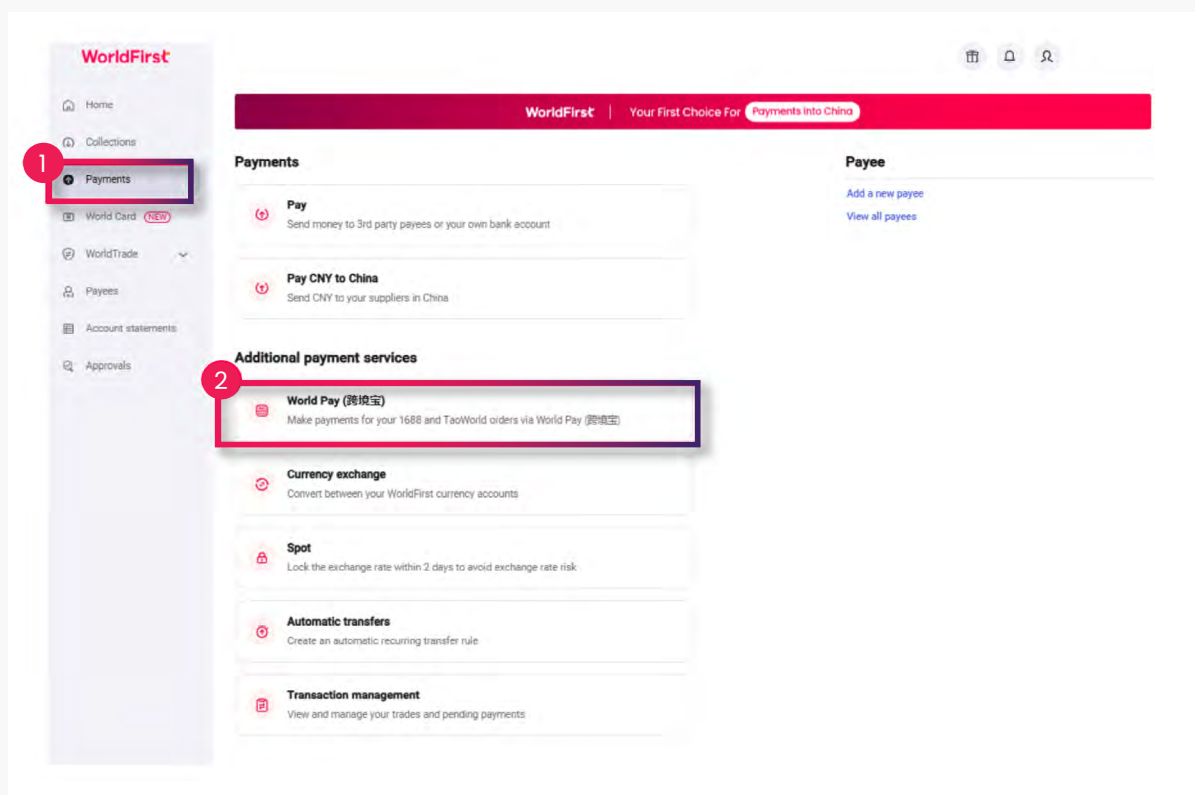 WorldFirst
Home
Collections
1
Payments
World Card NEW
WorldTrade
Payees
Account statements
Approvals
WorldFirst | Your First Choice For Payments into China
Payments
Pay
Send money to 3rd party payees or your own bank account
Pay CNY to China
Send CNY to your suppliers in China
Additional payment services
2
World Pay (跨境宝)
Make payments for your 1688 and TaoWorld orders via World Pay (跨境宝)
Currency exchange
Convert between your WorldFirst currency accounts
Spot
Lock the exchange rate within 2 days to avoid exchange rate risk
Automatic transfers
Create an automatic recurring transfer rule
Transaction management
View and manage your trades and pending payments
Payee
Add a new payee
View all payees